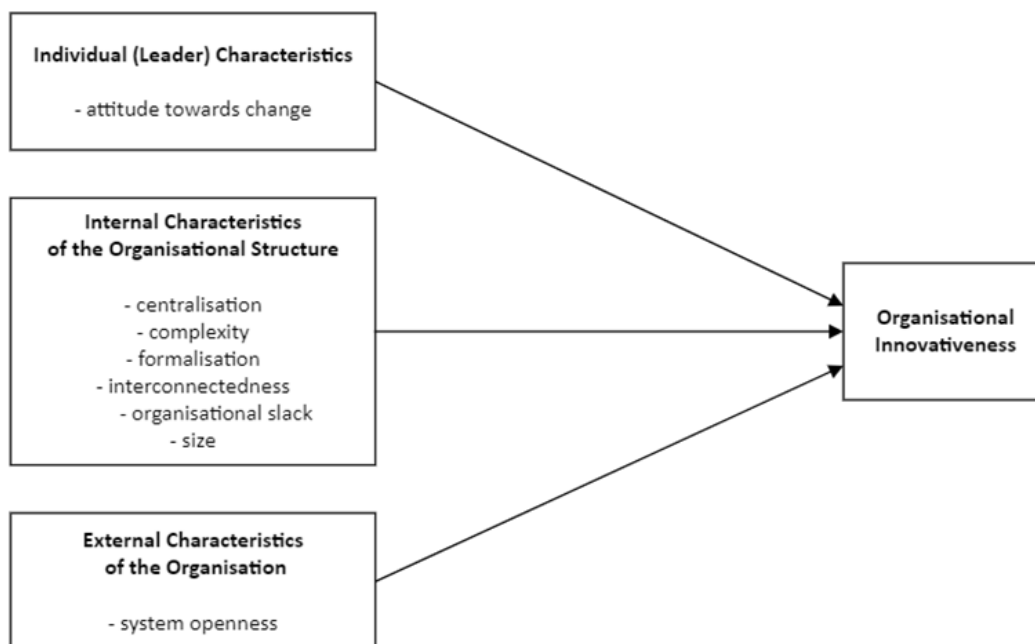 Individual (Leader) Characteristics
- attitude towards change
Internal Characteristics
of the Organisational Structure
- centralisation
- complexity
- formalisation
- interconnectedness
- organisational slack
- size
External Characteristics
of the Organisation
- system openness
Organisational
Innovativeness